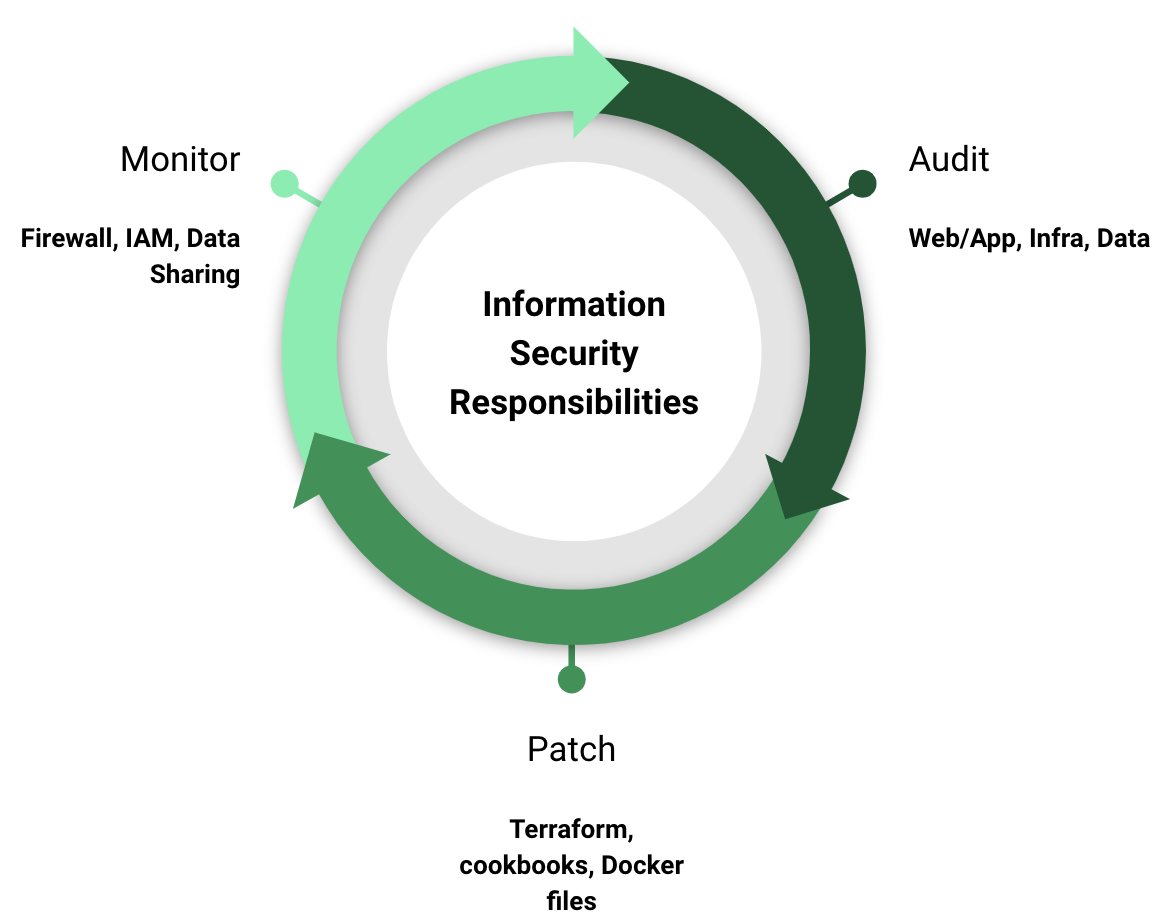 Monitor
Firewall, IAM, Data
Sharing
Audit
Web/App, Infra, Data
Information
Security
Responsibilities
Patch
Terraform,
cookbooks, Docker
files